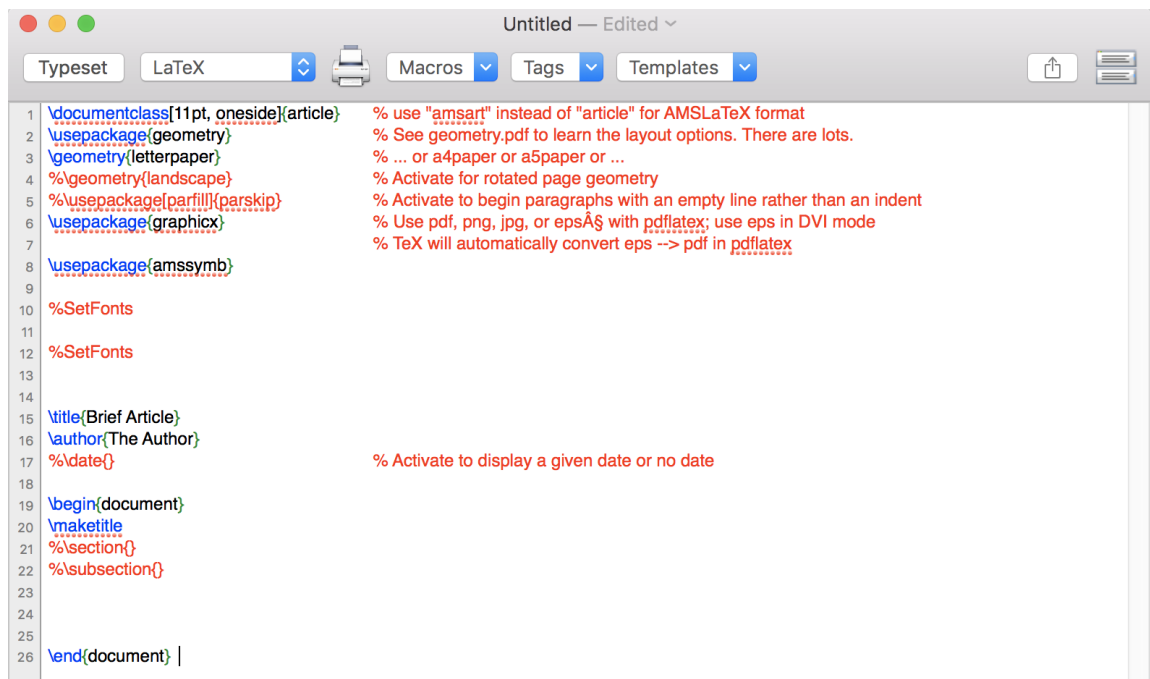 Untitled — Edited
Typeset LaTeX Macros Tags Templates
1 \documentclass[11pt, oneside]{article} % use "amsart" instead of "article" for AMSLaTeX format
2 \usepackage{geometry} % See geometry.pdf to learn the layout options. There are lots.
3 \geometry{letterpaper} % ... or a4paper or a5paper or ...
4 %\geometry{landscape} % Activate for rotated page geometry
5 %\usepackage[parfill]{parskip} % Activate to begin paragraphs with an empty line rather than an indent
6 \usepackage{graphicx} % Use pdf, png, jpg, or epsÂ§ with pdflatex; use eps in DVI mode
7 % TeX will automatically convert eps --> pdf in pdflatex
8 \usepackage{amssymb}
9
10 %SetFonts
11
12 %SetFonts
13
14
15 \title{Brief Article}
16 \author{The Author}
17 %\date{} % Activate to display a given date or no date
18
19 \begin{document}
20 \maketitle
21 %\section{}
22 %\subsection{}
23
24
25
26 \end{document}